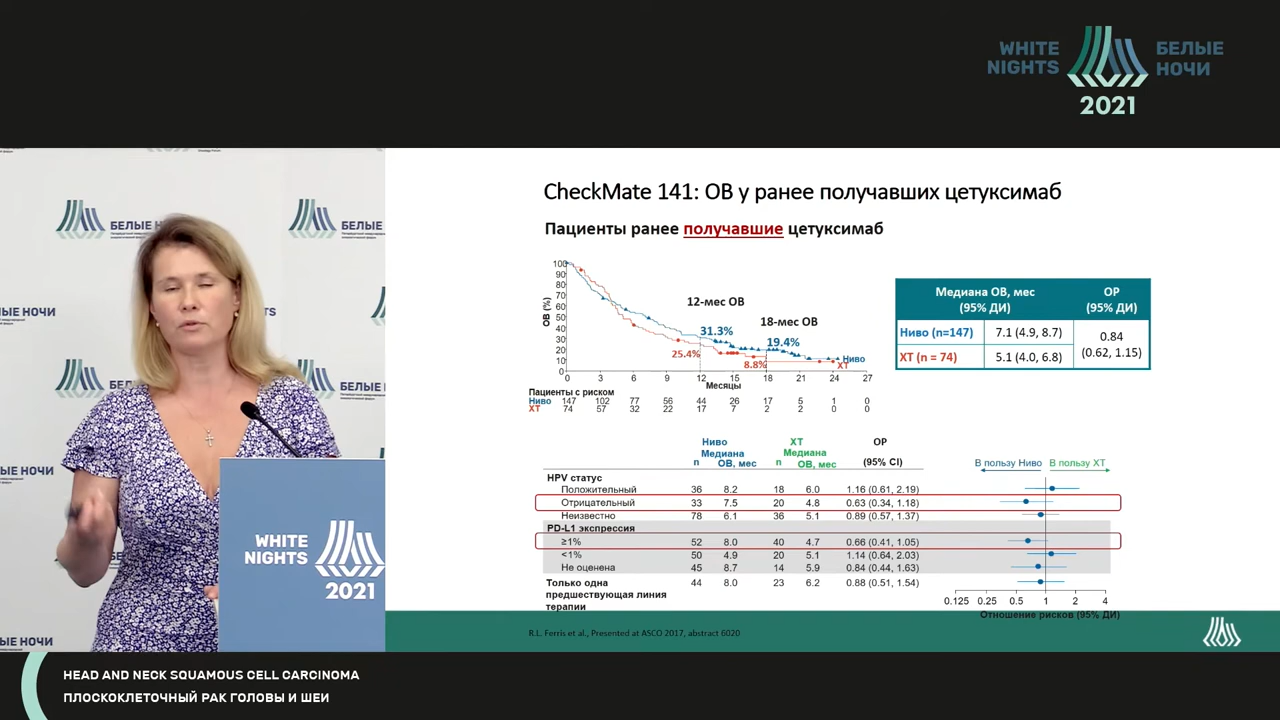 WHITE NIGHTS
БЕЛЫЕ НОЧИ
2021
БЕЛЫЕ НОЧИ
CheckMate 141: ОВ у ранее получавших цетуксимаб
Пациенты ранее получавшие цетуксимаб
ОВ (%)
100
90
80
70
60
50
40
30
20
10
0
12-мес ОВ
31.3%
25.4%
18-мес ОВ
19.4%
8.8%
Ниво
ХТ
0 3 6 9 12 15 18 21 24 27
Месяцы
Пациенты с риском
Ниво 147 102 77 56 44 26 17 5 1 0
ХТ 74 57 32 22 17 7 2 2 0 0
Медиана ОВ, мес (95% ДИ) ОР (95% ДИ)
Ниво (n=147) 7.1 (4.9, 8.7) 0.84 (0.62, 1.15)
ХТ (n = 74) 5.1 (4.0, 6.8)
Ниво ХТ ОР
Медиана Медиана (95% CI)
n ОВ, мес n ОВ, мес
В пользу Ниво В пользу ХТ
HPV статус
Положительный 36 8.2 18 6.0 1.16 (0.61, 2.19)
Отрицательный 33 7.5 20 4.8 0.63 (0.34, 1.18)
Неизвестно 78 6.1 36 5.1 0.89 (0.57, 1.37)
PD-L1 экспрессия
≥1% 52 8.0 40 4.7 0.66 (0.41, 1.05)
<1% 50 4.9 20 5.1 1.14 (0.64, 2.03)
Не оценена 45 8.7 14 5.9 0.84 (0.44, 1.63)
Только одна 44 8.0 23 6.2 0.88 (0.51, 1.54)
предшествующая линия
терапии
0.125 0.25 0.5 1 2 4
Отношение рисков (95% ДИ)
R.L. Ferris et al., Presented at ASCO 2017, abstract 6020
WHITE NIGHTS
2021
HEAD AND NECK SQUAMOUS CELL CARCINOMA
ПЛОСКОКЛЕТОЧНЫЙ РАК ГОЛОВЫ И ШЕИ